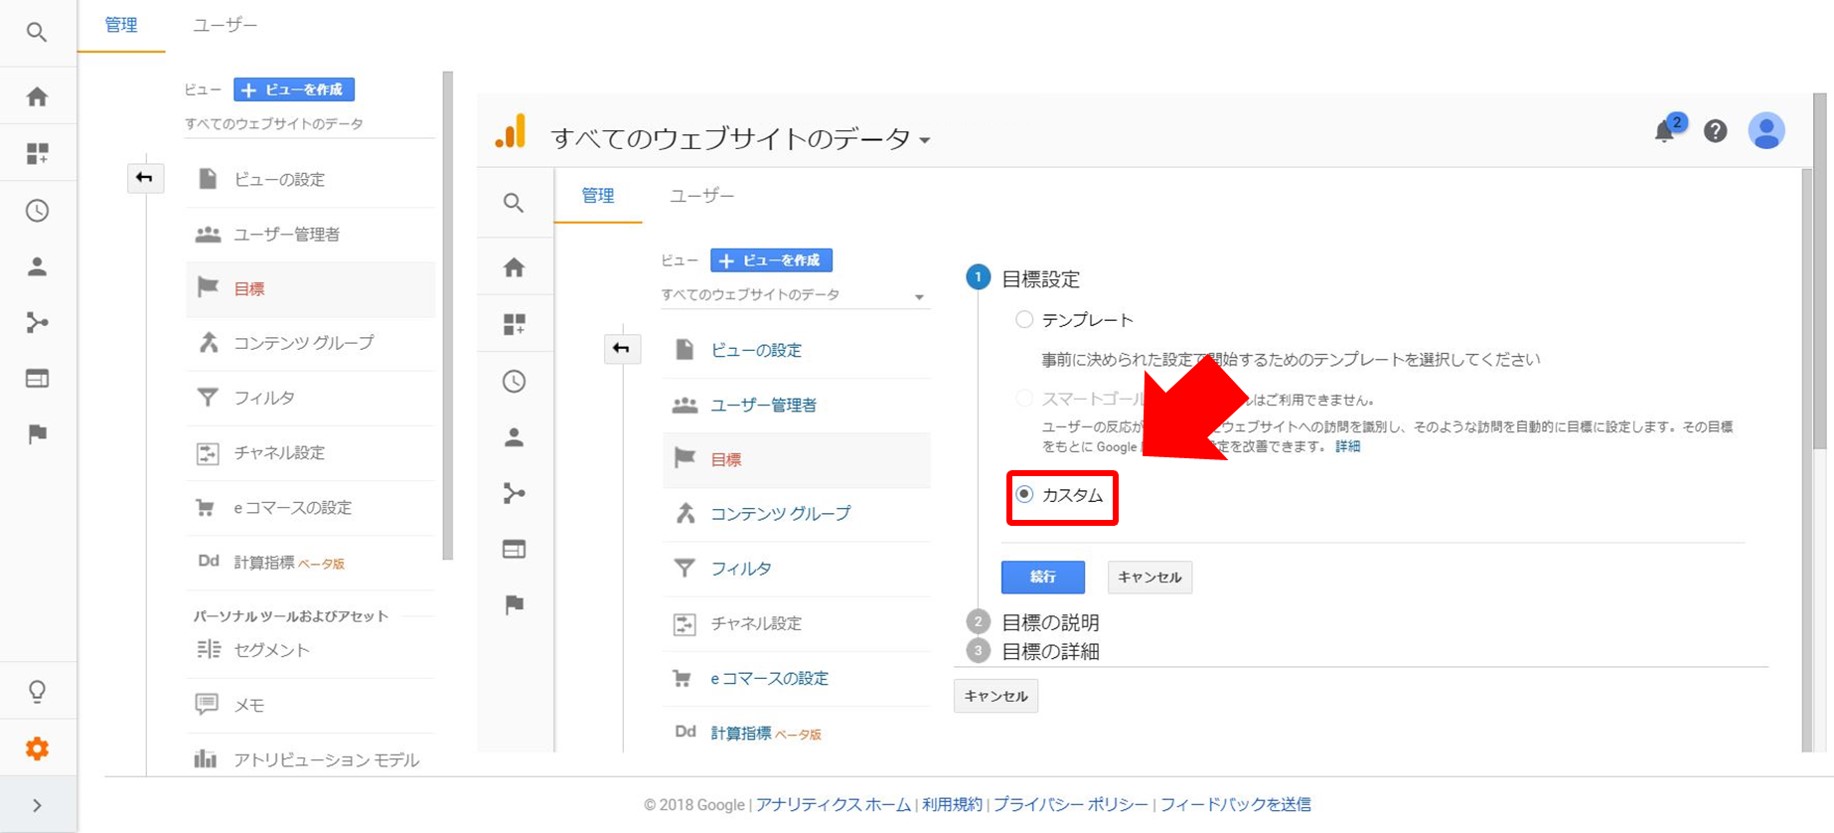 管理 ユーザー
ビュー + ビューを作成
すべてのウェブサイトのデータ
ビューの設定
ユーザー管理者
目標
コンテンツ グループ
フィルタ
チャネル設定
e コマースの設定
Dd 計算指標 ベータ版
パーソナル ツールおよびアセット
セグメント
メモ
アトリビューション モデル
すべてのウェブサイトのデータ
2
管理 ユーザー
ビュー + ビューを作成
すべてのウェブサイトのデータ
ビューの設定
ユーザー管理者
目標
コンテンツ グループ
フィルタ
チャネル設定
e コマースの設定
Dd 計算指標 ベータ版
1 目標設定
テンプレート
事前に決められた設定で開始するためのテンプレートを選択してください
スマートゴール はご利用できません。
ユーザーの反応が ウェブサイトへの訪問を識別し、そのような訪問を自動的に目標に設定します。その目標
をもとに Google 定を改善できます。 詳細
カスタム
続行 キャンセル
2 目標の説明
3 目標の詳細
キャンセル
© 2018 Google | アナリティクス ホーム | 利用規約 | プライバシー ポリシー | フィードバックを送信